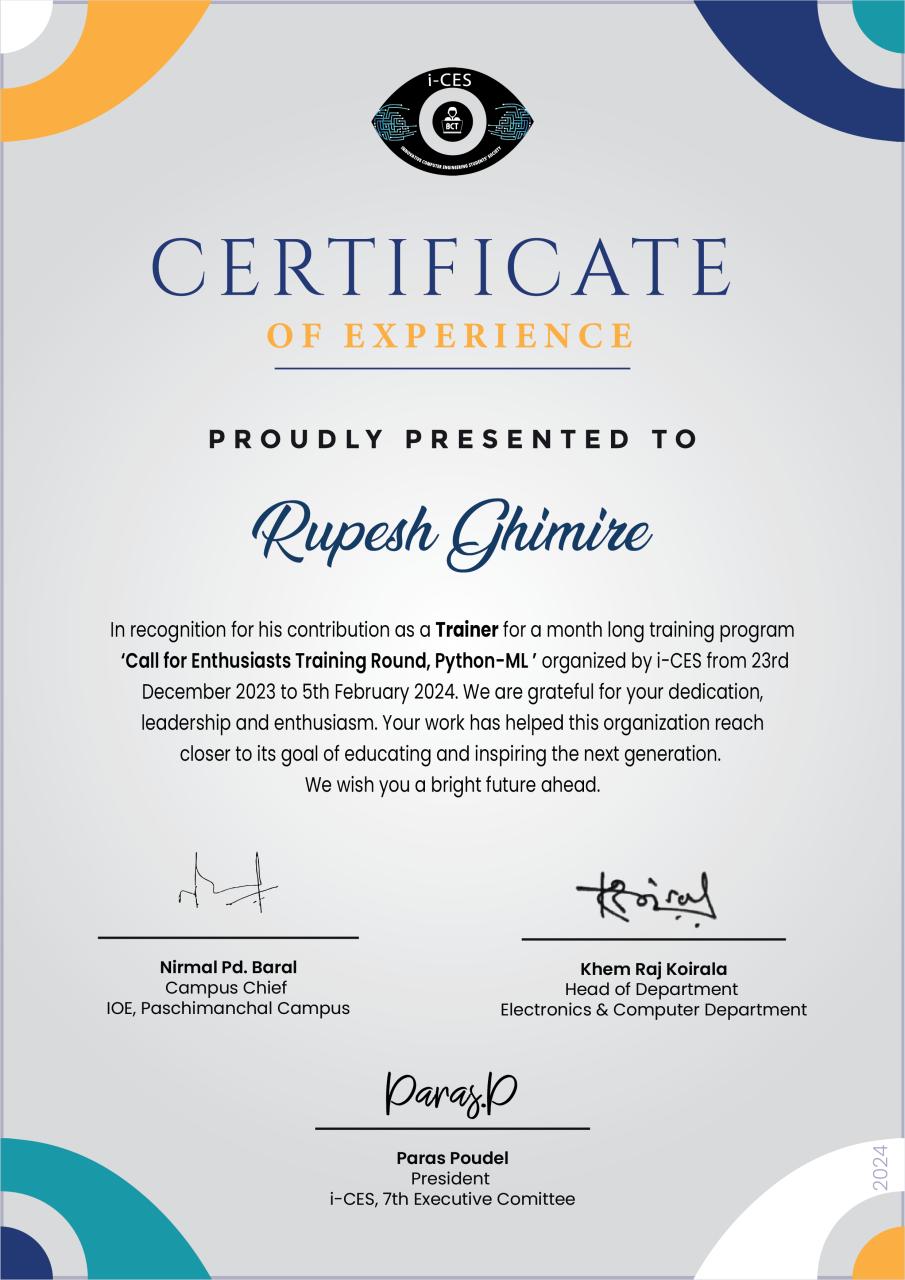 i-CES
BCT
INNOVATIVE COMPUTER ENGINEERING STUDENTS' SOCIETY
CERTIFICATE
OF EXPERIENCE
PROUDLY PRESENTED TO
Rupesh Ghimire
In recognition for his contribution as a Trainer for a month long training program
‘Call for Enthusiasts Training Round, Python-ML ’ organized by i-CES from 23rd
December 2023 to 5th February 2024. We are grateful for your dedication,
leadership and enthusiasm. Your work has helped this organization reach
closer to its goal of educating and inspiring the next generation.
We wish you a bright future ahead.
Koirala
Nirmal Pd. Baral
Campus Chief
IOE, Paschimanchal Campus
Khem Raj Koirala
Head of Department
Electronics & Computer Department
Paras.P
Paras Poudel
President
i-CES, 7th Executive Comittee
2024